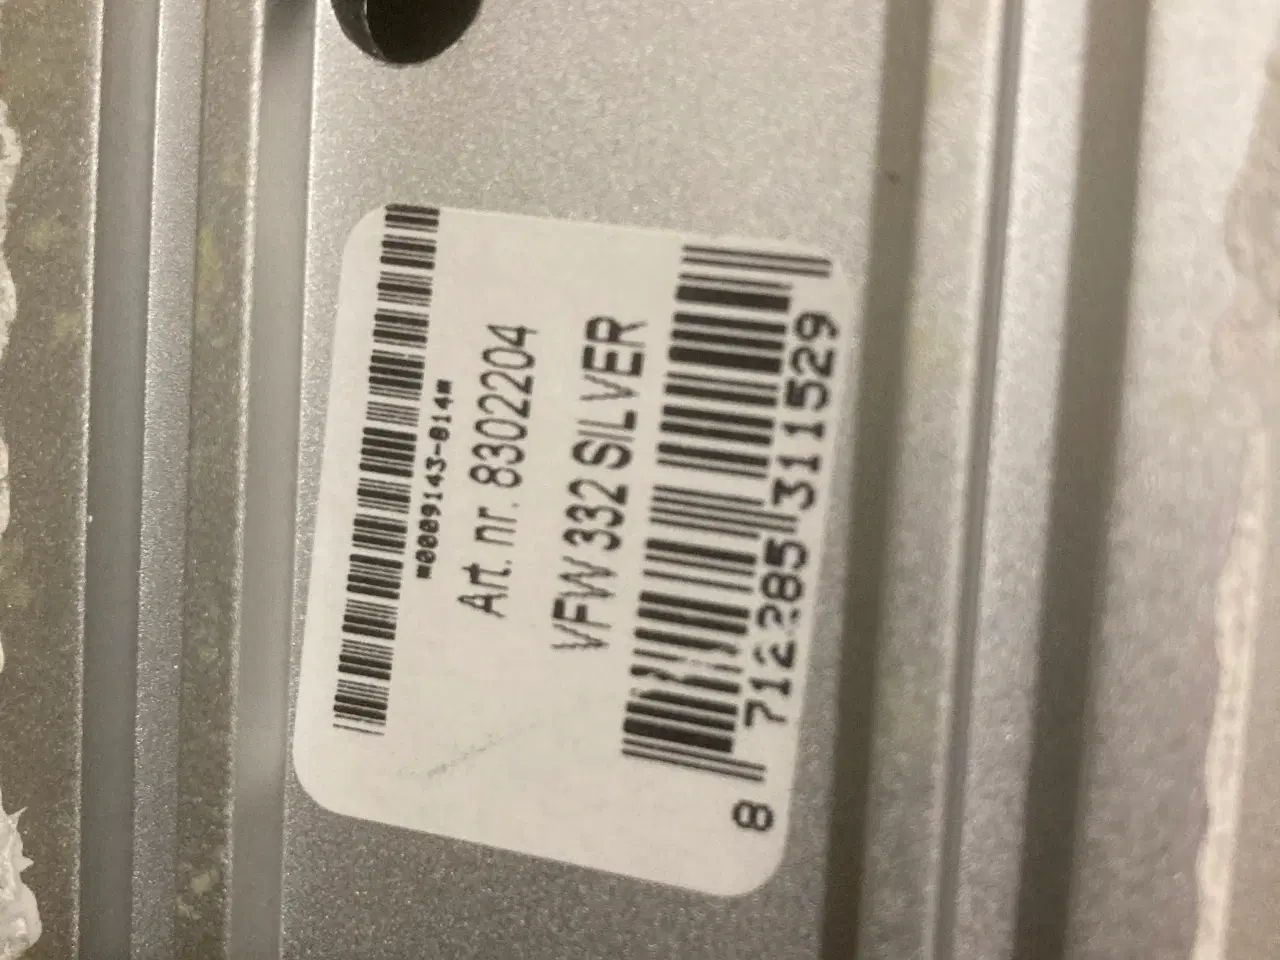 *0009143-014*
Art. nr. 8302204
VFW 332 SILVER
8 712285 311529